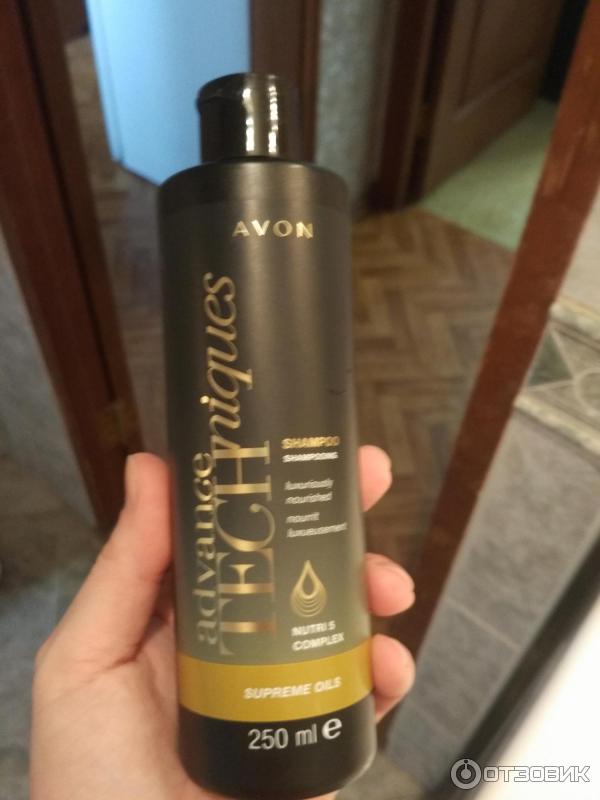 AVON
advance
TECHniques
SHAMPOO
SHAMPOOING
luxuriously
nourished
nourrit
luxueusement
NUTRI 5
COMPLEX
SUPREME OILS
250 ml e
ОТЗОВИК